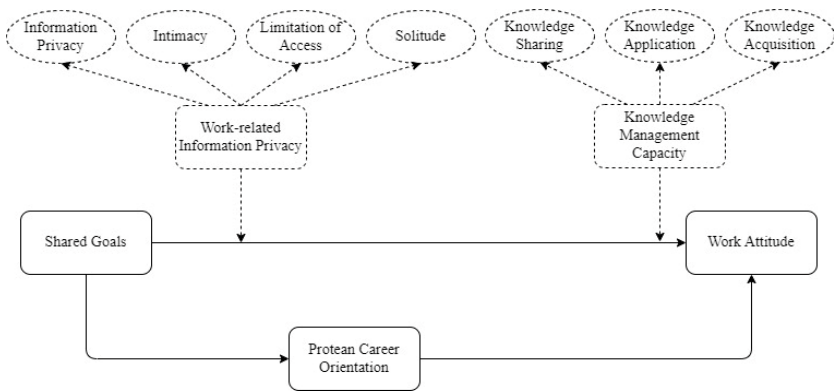 Information
Privacy
Intimacy
Limitation of
Access
Solitude
Knowledge
Sharing
Knowledge
Application
Knowledge
Acquisition
Work-related
Information Privacy
Knowledge
Management
Capacity
Shared Goals
Work Attitude
Protean Career
Orientation